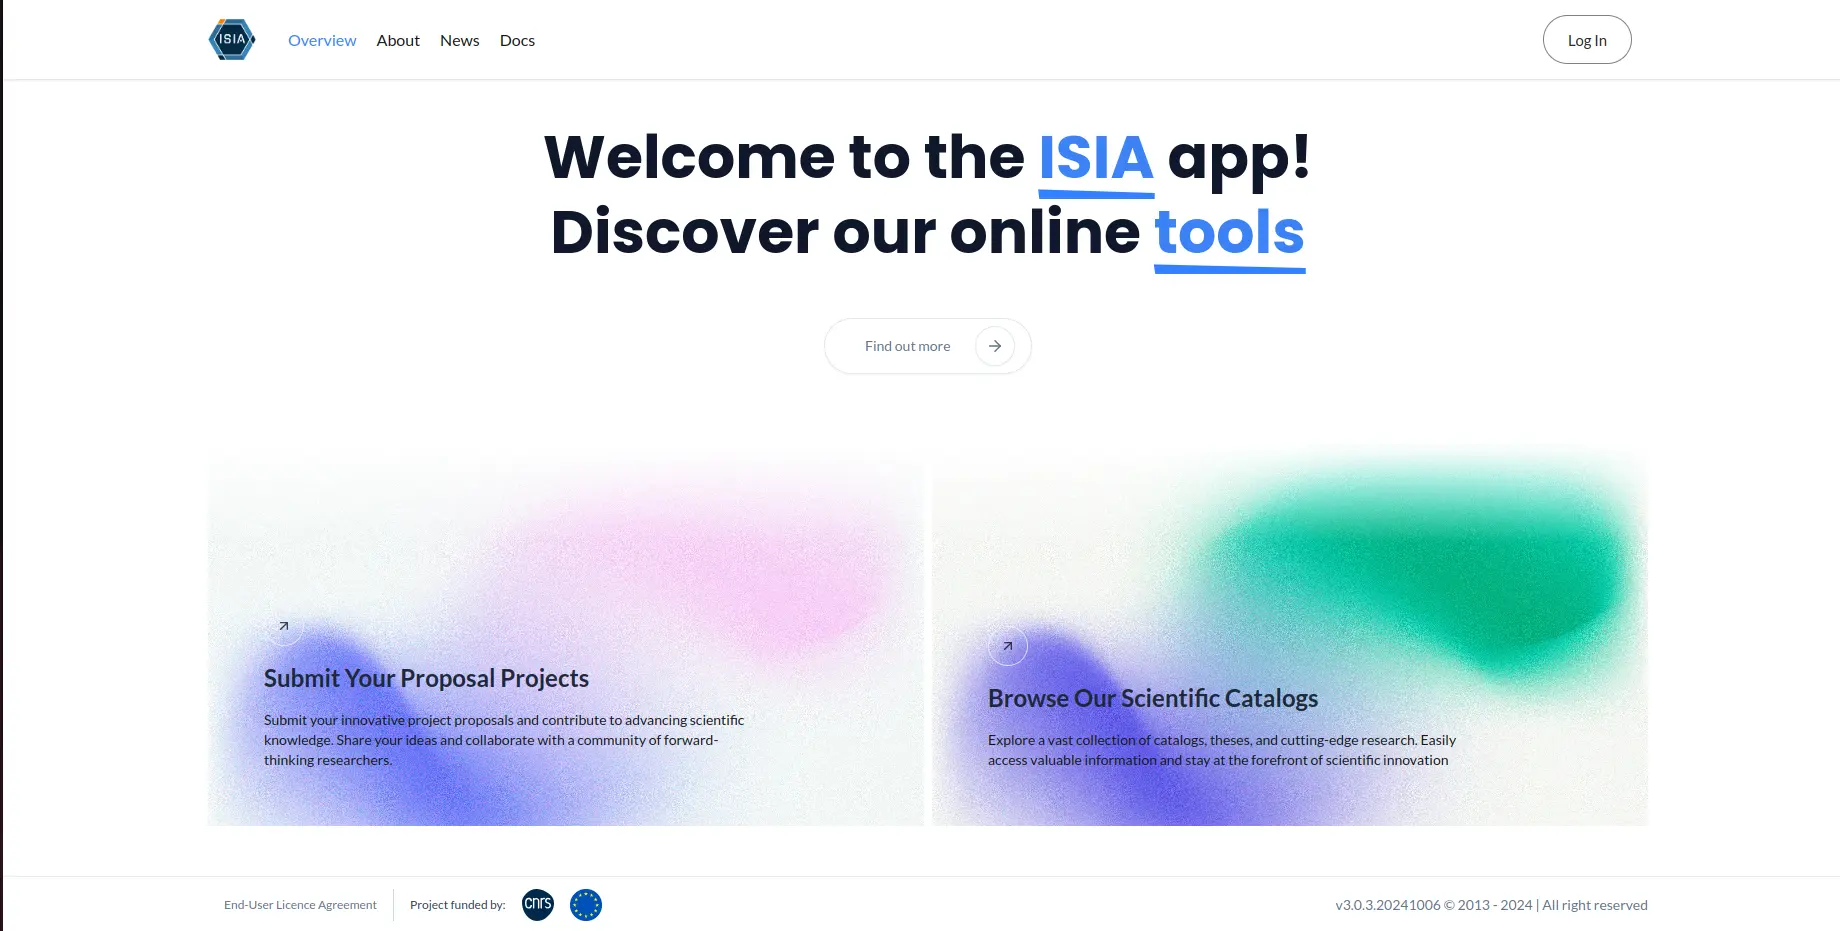 ISIA
Overview
About
News
Docs
Log In
Welcome to the ISIA app!
Discover our online tools
Find out more
Submit Your Proposal Projects
Submit your innovative project proposals and contribute to advancing scientific
knowledge. Share your ideas and collaborate with a community of forward-
thinking researchers.
Browse Our Scientific Catalogs
Explore a vast collection of catalogs, theses, and cutting-edge research. Easily
access valuable information and stay at the forefront of scientific innovation
End-User Licence Agreement
Project funded by:
cnrs
v3.0.3.20241006 © 2013 - 2024 | All right reserved